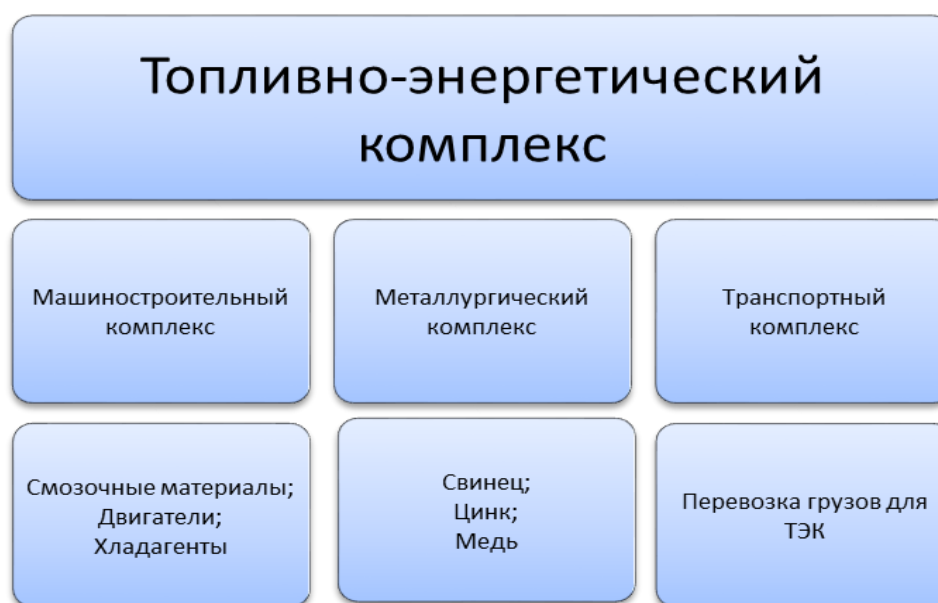 Топливно-энергетический
комплекс
Машиностроительный
комплекс
Металлургический
комплекс
Транспортный
комплекс
Смозочные материалы;
Двигатели;
Хладагенты
Свинец;
Цинк;
Медь
Перевозка грузов для
ТЭК